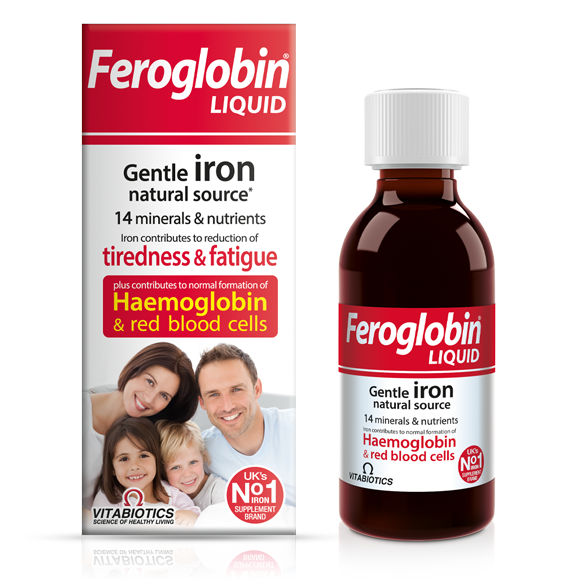 Feroglobin®
LIQUID
Gentle iron
natural source*
14 minerals & nutrients
Iron contributes to reduction of
tiredness & fatigue
plus contributes to normal formation of
Haemoglobin
& red blood cells
UK's
No1
IRON
SUPPLEMENT
BRAND
VITABIOTICS
SCIENCE OF HEALTHY LIVING
Feroglobin®
LIQUID
Gentle iron
natural source
14 minerals & nutrients
Iron contributes to normal formation of
Haemoglobin
& red blood cells
UK's
No1
SUPPLEMENT
BRAND
VITABIOTICS